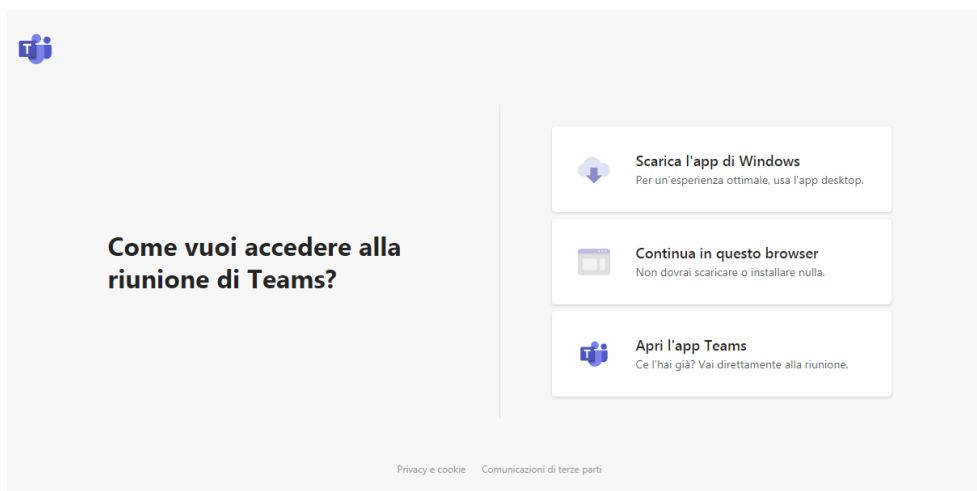 Come vuoi accedere alla
riunione di Teams?
Scarica l'app di Windows
Per un'esperienza ottimale, usa l'app desktop.
Continua in questo browser
Non dovrai scaricare o installare nulla.
Apri l'app Teams
Ce l'hai già? Vai direttamente alla riunione.
Privacy e cookie Comunicazioni di terze parti